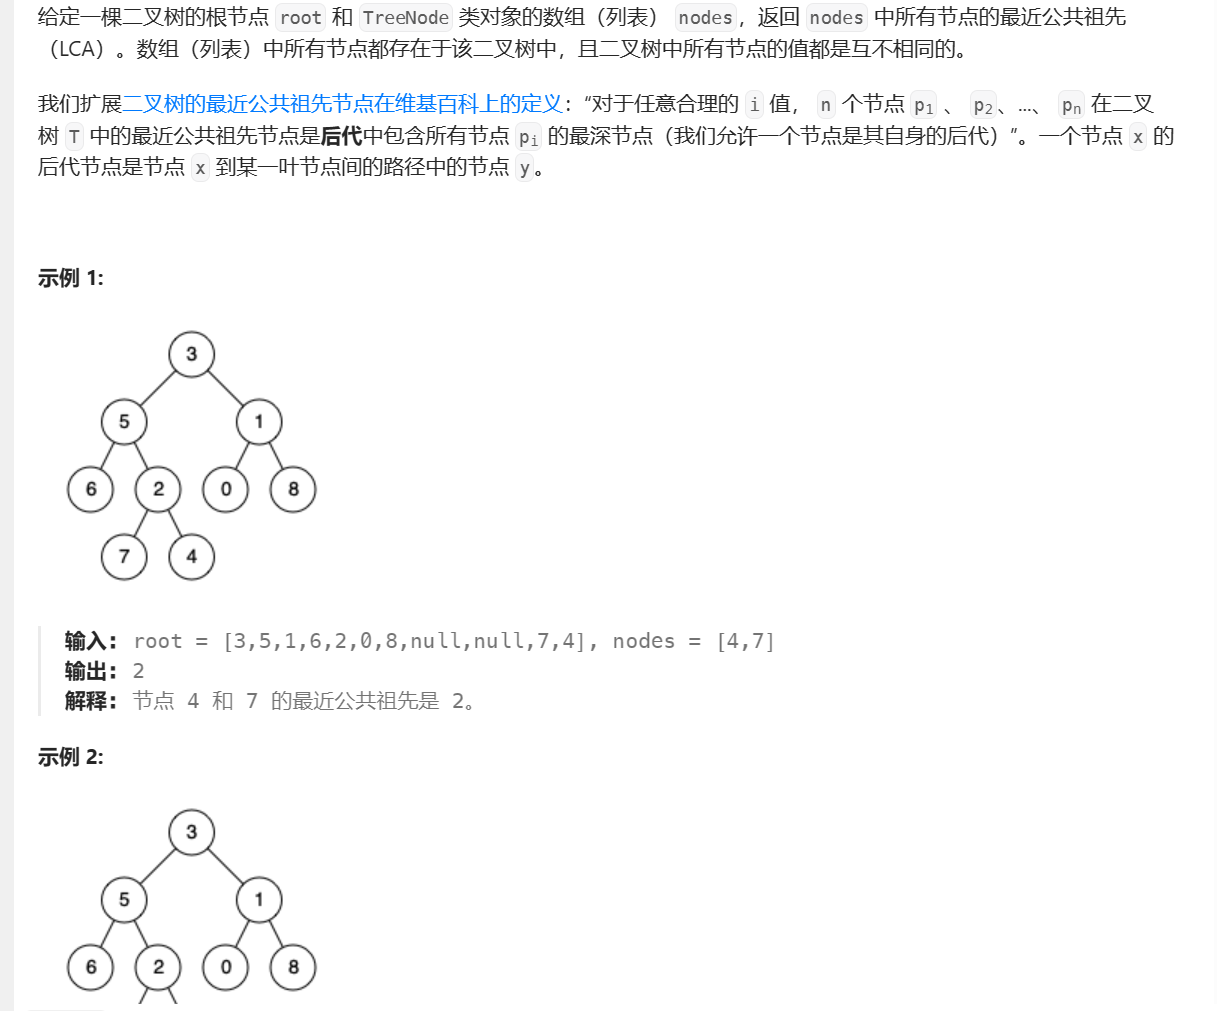 给定一棵二叉树的根节点 root 和 TreeNode 类对象的数组（列表） nodes，返回 nodes 中所有节点的最近公共祖先
（LCA）。数组（列表）中所有节点都存在于该二叉树中，且二叉树中所有节点的值都是互不相同的。
我们扩展二叉树的最近公共祖先节点在维基百科上的定义：“对于任意合理的 i 值， n 个节点 p1 、 p2、...、 pn 在二叉
树 T 中的最近公共祖先节点是后代中包含所有节点 pi 的最深节点（我们允许一个节点是其自身的后代）”。一个节点 x 的
后代节点是节点 x 到某一叶节点间的路径中的节点 y。
示例 1:
3
5 1
6 2 0 8
7 4
输入： root = [3,5,1,6,2,0,8,null,null,7,4], nodes = [4,7]
输出： 2
解释： 节点 4 和 7 的最近公共祖先是 2。
示例 2:
3
5 1
6 2 0 8